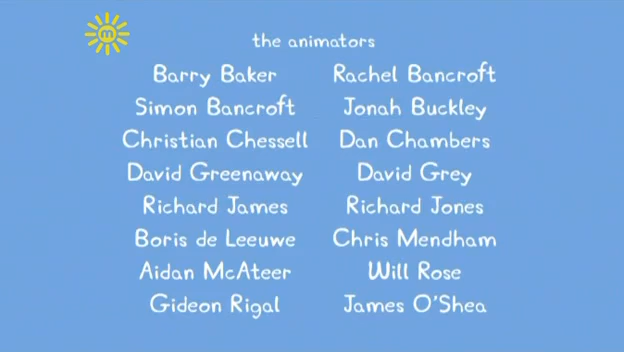 m
the animators
Barry Baker Rachel Bancroft
Simon Bancroft Jonah Buckley
Christian Chessell Dan Chambers
David Greenaway David Grey
Richard James Richard Jones
Boris de Leeuwe Chris Mendham
Aidan McAteer Will Rose
Gideon Rigal James O'Shea